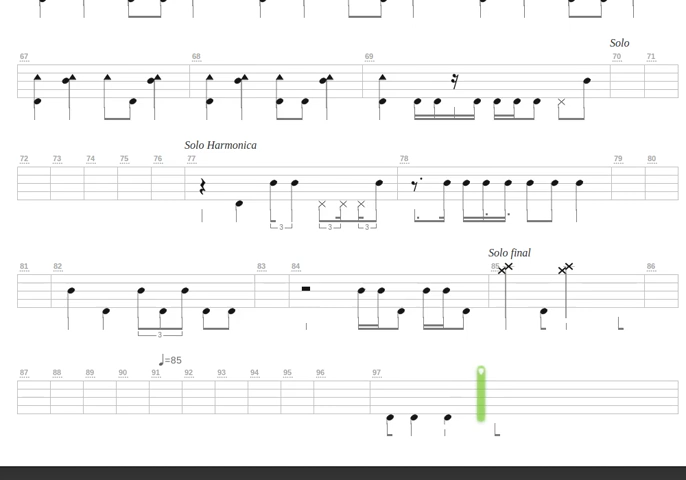 Solo
67 68 69 70 71
Solo Harmonica
72 73 74 75 76 77 78 79 80
3 3 3
Solo final
81 82 83 84 85 86
3
=85
87 88 89 90 91 92 93 94 95 96 97